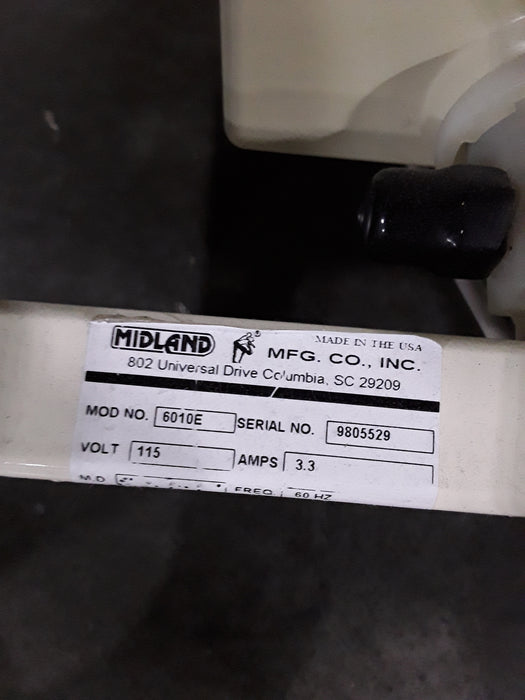 MIDLAND ® MFG. CO., INC.
MADE IN THE USA
802 Universal Drive Columbia, SC 29209
MOD NO. 6010E SERIAL NO. 9805529
VOLT 115 AMPS 3.3
M.D. FREQ. 60 HZ